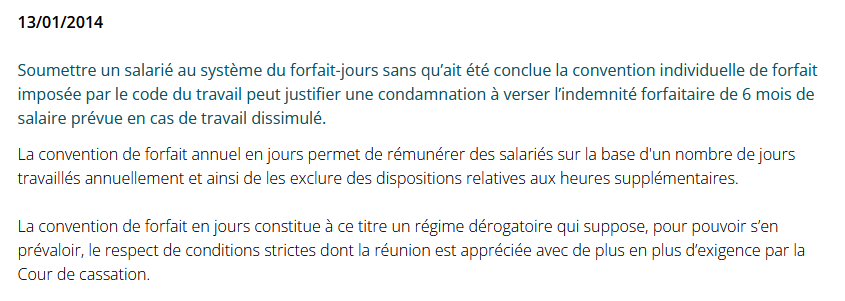 13/01/2014
Soumettre un salarié au système du forfait-jours sans qu’ait été conclue la convention individuelle de forfait
imposée par le code du travail peut justifier une condamnation à verser l’indemnité forfaitaire de 6 mois de
salaire prévue en cas de travail dissimulé.
La convention de forfait annuel en jours permet de rémunérer des salariés sur la base d'un nombre de jours
travaillés annuellement et ainsi de les exclure des dispositions relatives aux heures supplémentaires.
La convention de forfait en jours constitue à ce titre un régime dérogatoire qui suppose, pour pouvoir s’en
prévaloir, le respect de conditions strictes dont la réunion est appréciée avec de plus en plus d’exigence par la
Cour de cassation.